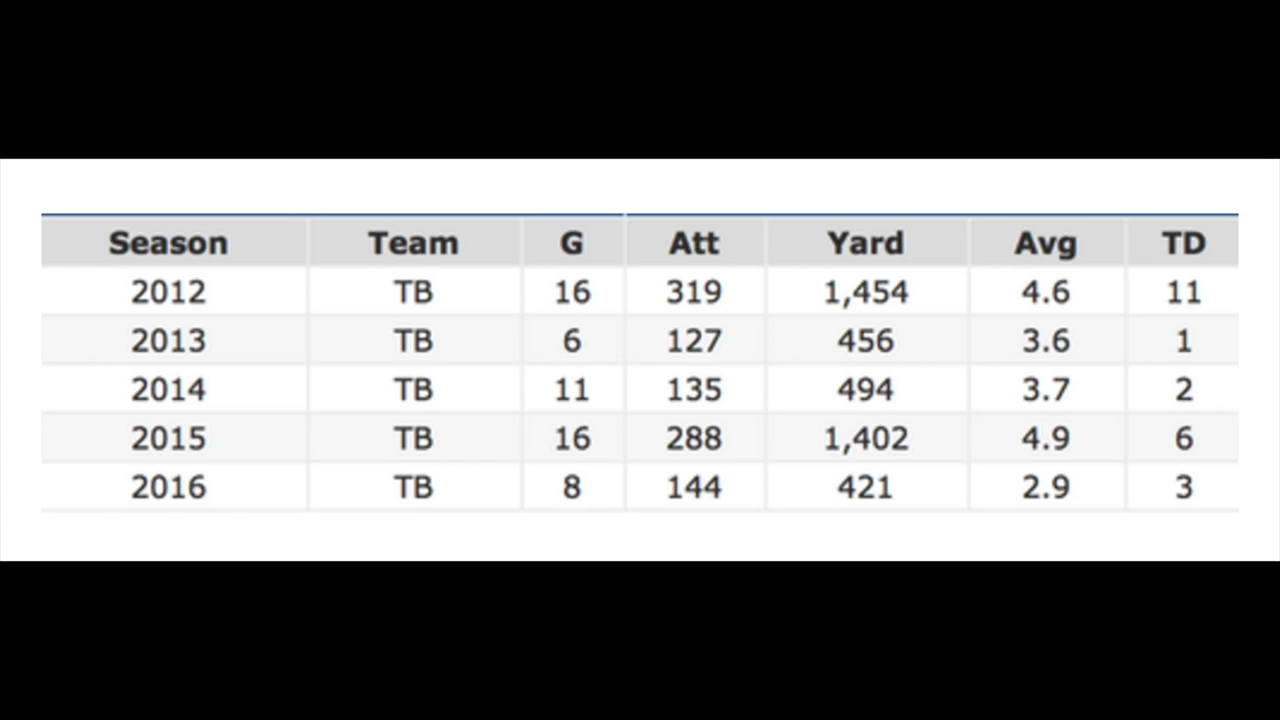 Season Team G Att Yard Avg TD
2012 TB 16 319 1,454 4.6 11
2013 TB 6 127 456 3.6 1
2014 TB 11 135 494 3.7 2
2015 TB 16 288 1,402 4.9 6
2016 TB 8 144 421 2.9 3